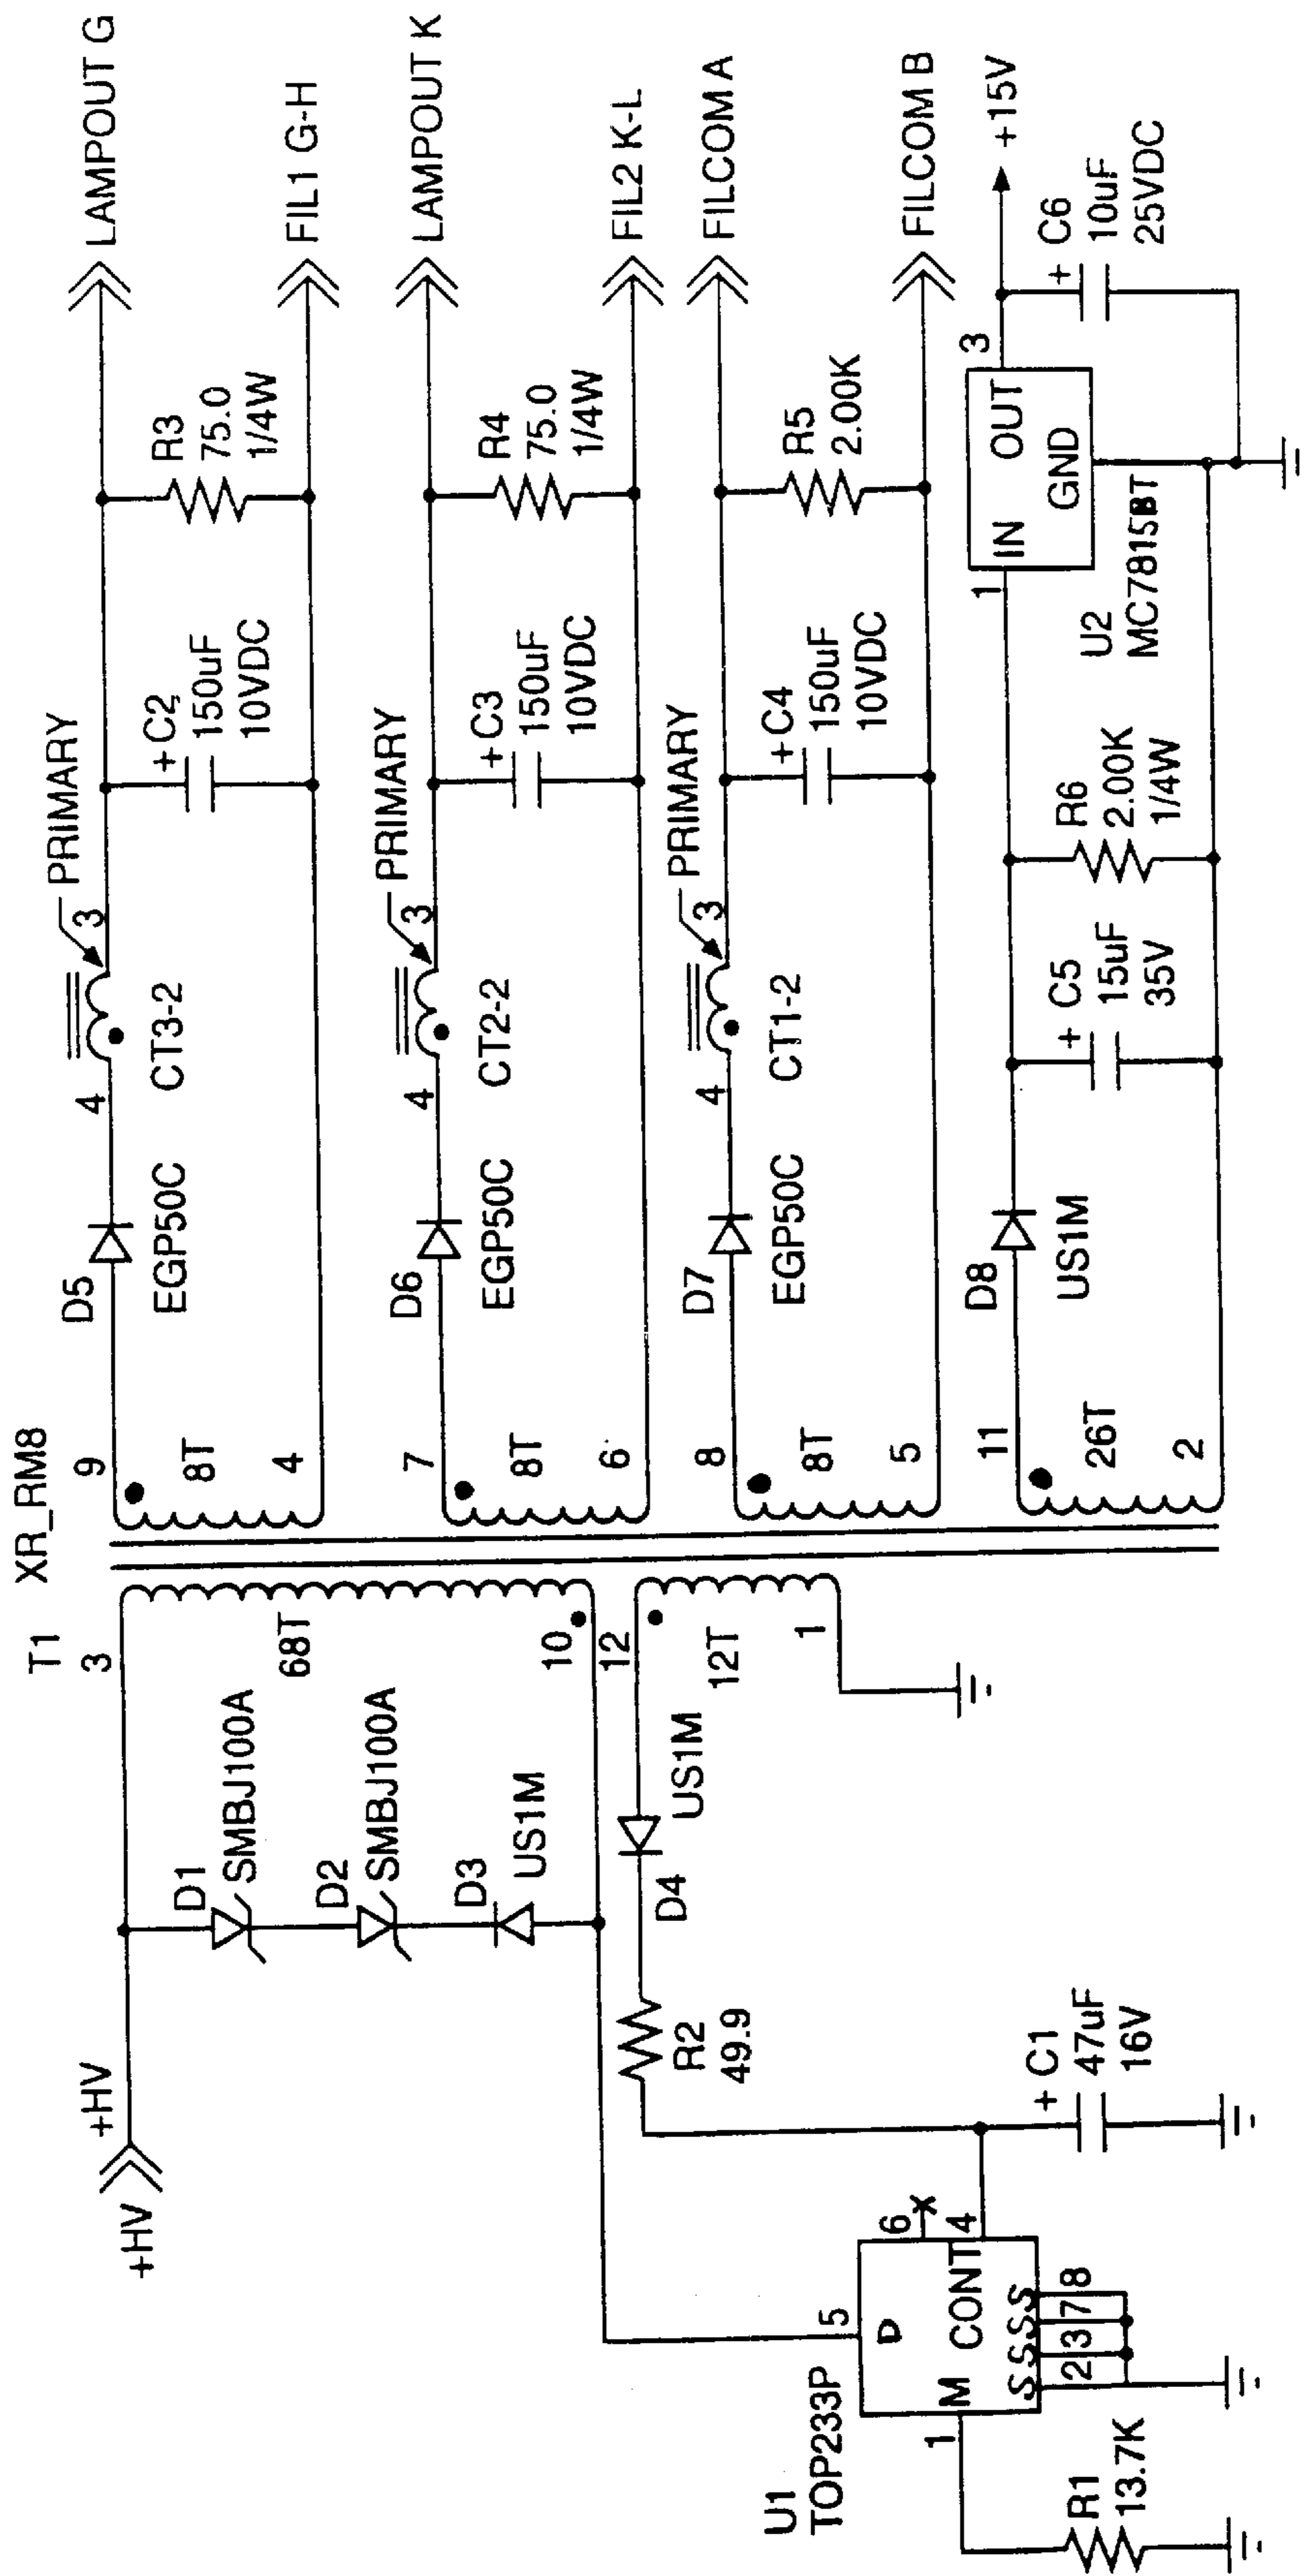 +HV
+HV
U1
TOP233P
R1
13.7K
1
M
D
5
CONT
6
X
4
S S S S
2 3 7 8
C1
47uF
16V
+
R2
49.9
D4
US1M
D1
SMBJ100A
D2
SMBJ100A
D3
US1M
T1
XR_RM8
3
68T
10
12
12T
1
9
8T
4
D5
EGP50C
4
CT3-2
3
PRIMARY
+
C2
150uF
10VDC
R3
75.0
1/4W
LAMPOUT G
FIL1 G-H
7
8T
6
D6
EGP50C
4
CT2-2
3
PRIMARY
+
C3
150uF
10VDC
R4
75.0
1/4W
LAMPOUT K
FIL2 K-L
8
8T
5
D7
EGP50C
4
CT1-2
3
PRIMARY
+
C4
150uF
10VDC
R5
2.00K
FILCOM A
FILCOM B
11
26T
2
D8
US1M
+
C5
15uF
35V
R6
2.00K
1/4W
1
IN
OUT
GND
3
U2
MC7815BT
+
C6
10uF
25VDC
+15V